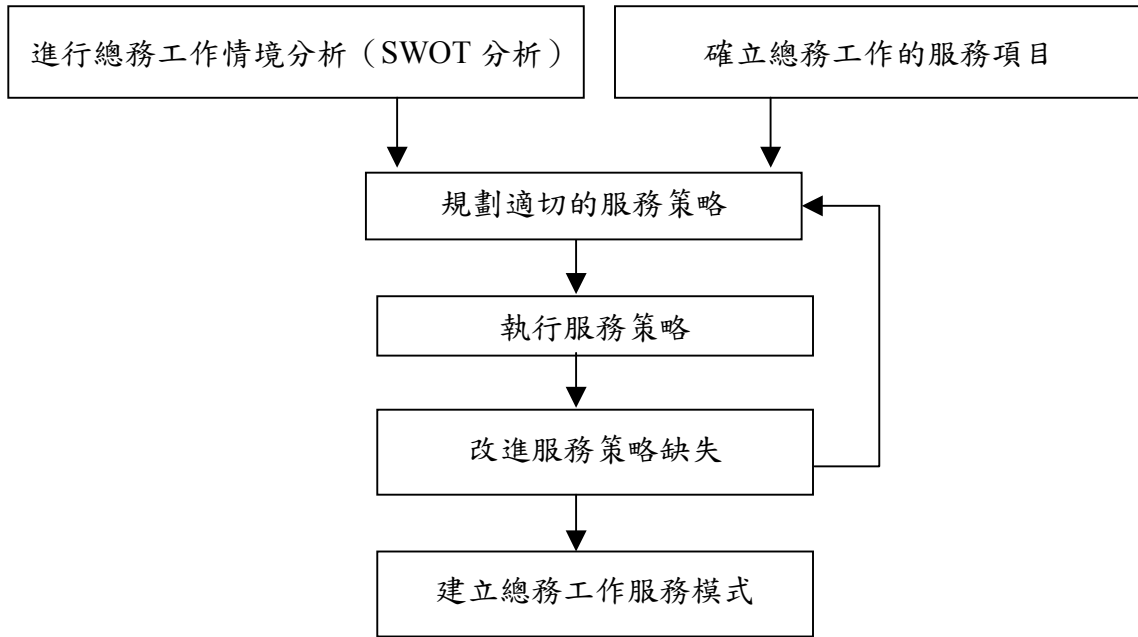 進行總務工作情境分析（SWOT 分析）
確立總務工作的服務項目
規劃適切的服務策略
執行服務策略
改進服務策略缺失
建立總務工作服務模式